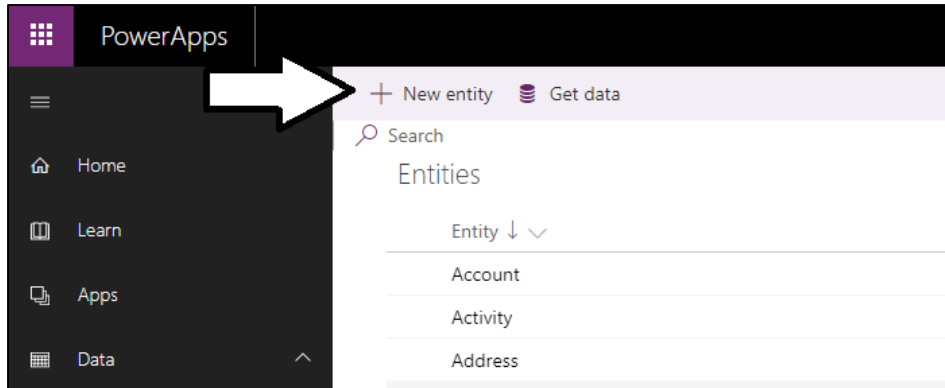 PowerApps
New entity Get data
Search
Home
Entities
Learn
Entity
Account
Apps
Activity
Data
Address